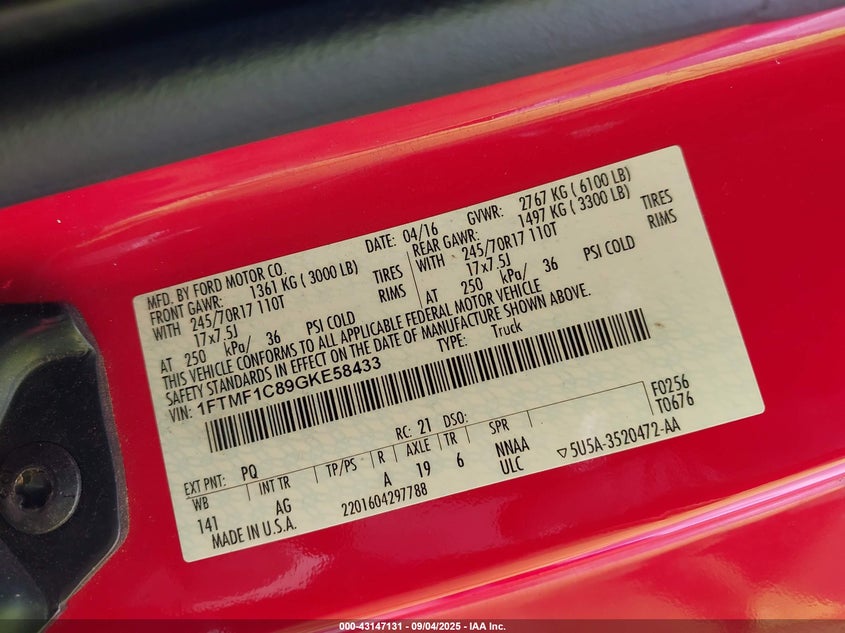 MFD. BY FORD MOTOR CO. DATE: 04/16 GVWR: 2767 KG ( 6100 LB)
FRONT GAWR: 1361 KG ( 3000 LB) REAR GAWR: 1497 KG ( 3300 LB)
WITH 245/70R17 110T TIRES WITH 245/70R17 110T TIRES
17x7.5J RIMS 17x7.5J RIMS
AT 250 kPa/ 36 PSI COLD AT 250 kPa/ 36 PSI COLD
THIS VEHICLE CONFORMS TO ALL APPLICABLE FEDERAL MOTOR VEHICLE
SAFETY STANDARDS IN EFFECT ON THE DATE OF MANUFACTURE SHOWN ABOVE.
VIN: 1FTMF1C89GKE58433 TYPE: Truck
F0256
T0676
EXT PNT: PQ RC: 21 DSO:
WB INT TR TP/PS R AXLE TR SPR
141 AG A 19 6 NNAA ▽5U5A-3520472-AA
ULC
MADE IN U.S.A. 2201604297788
000-43147131 - 09/04/2025 - IAA Inc.